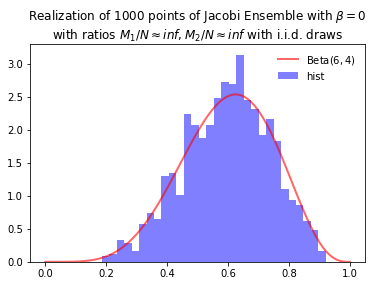 Realization of 1000 points of Jacobi Ensemble with β = 0
with ratios M₁/N ≈ inf, M₂/N ≈ inf with i.i.d. draws
Beta(6, 4)
hist
3.0
2.5
2.0
1.5
1.0
0.5
0.0
0.0 0.2 0.4 0.6 0.8 1.0